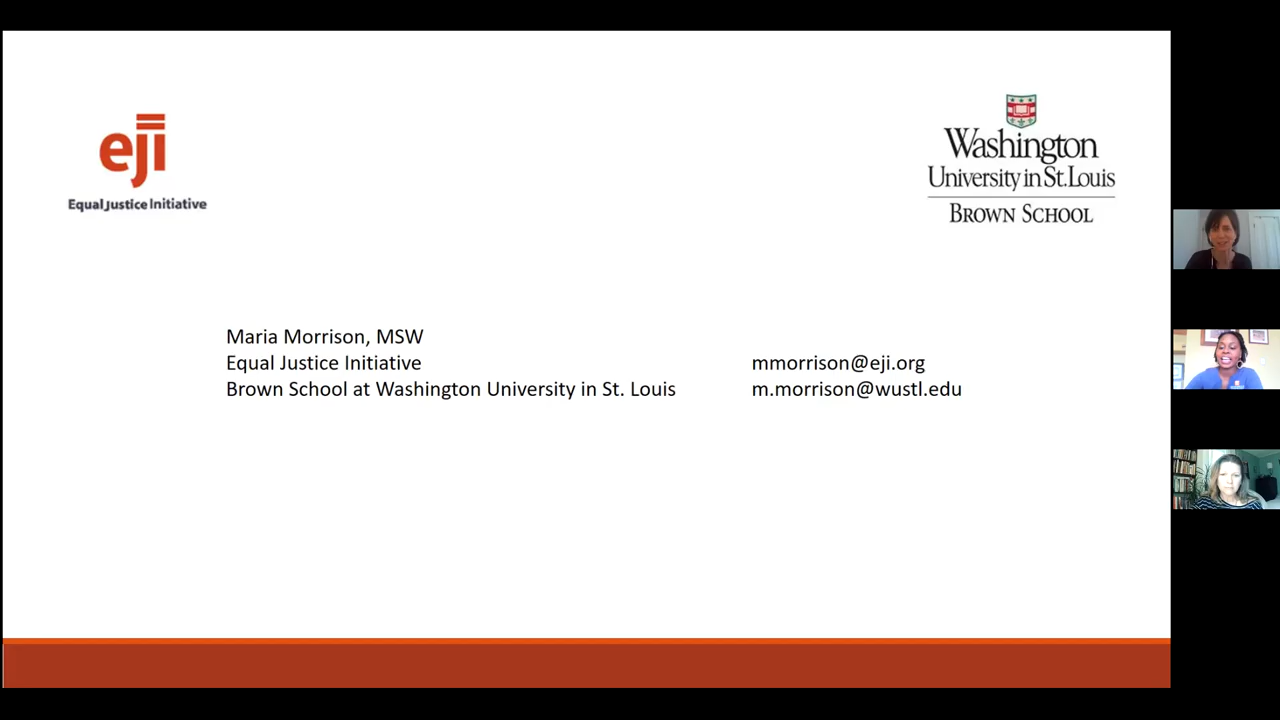 eji
Equal Justice Initiative
Washington
University in St. Louis
BROWN SCHOOL
Maria Morrison, MSW
Equal Justice Initiative
mmorrison@eji.org
Brown School at Washington University in St. Louis
m.morrison@wustl.edu